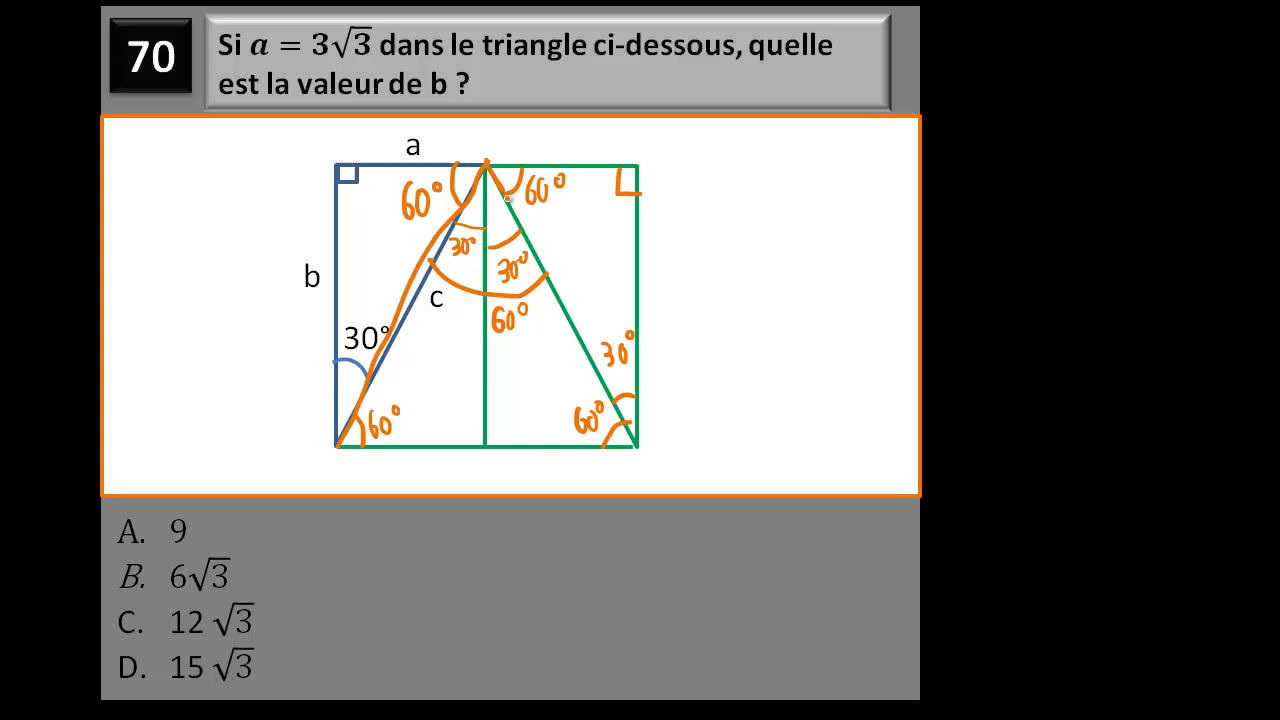 70
Si a = 3√3 dans le triangle ci-dessous, quelle
est la valeur de b ?
a
60°
60°
30°
30°
b
c
60°
30°
30°
60°
60°
A. 9
B. 6√3
C. 12 √3
D. 15 √3